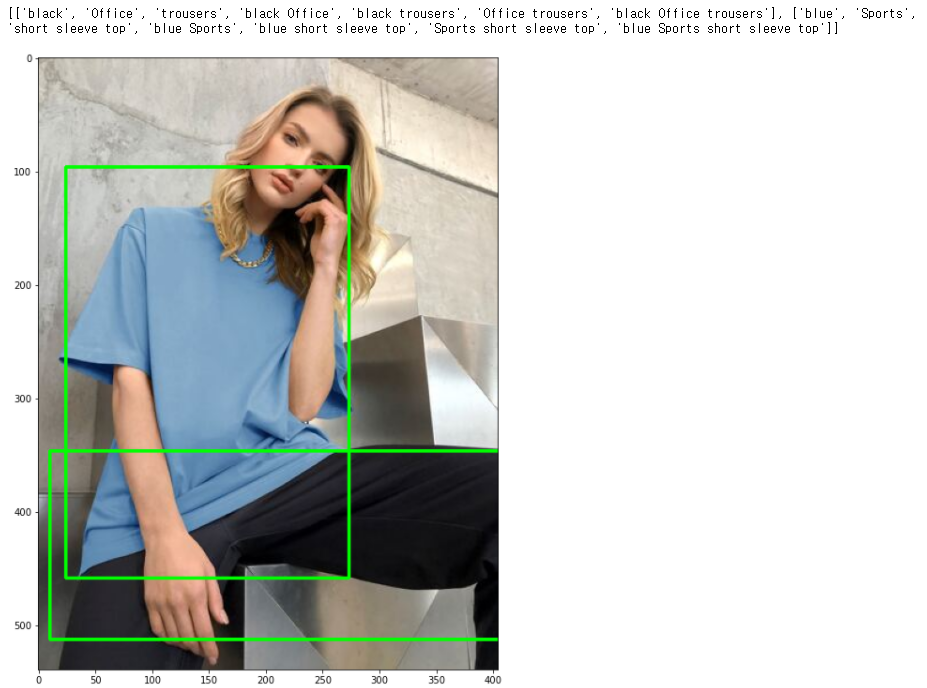 [['black', 'Office', 'trousers', 'black Office', 'black trousers', 'Office trousers', 'black Office trousers'], ['blue', 'Sports',
'short sleeve top', 'blue Sports', 'blue short sleeve top', 'Sports short sleeve top', 'blue Sports short sleeve top']]
0
100
200
300
400
500
0 50 100 150 200 250 300 350 400